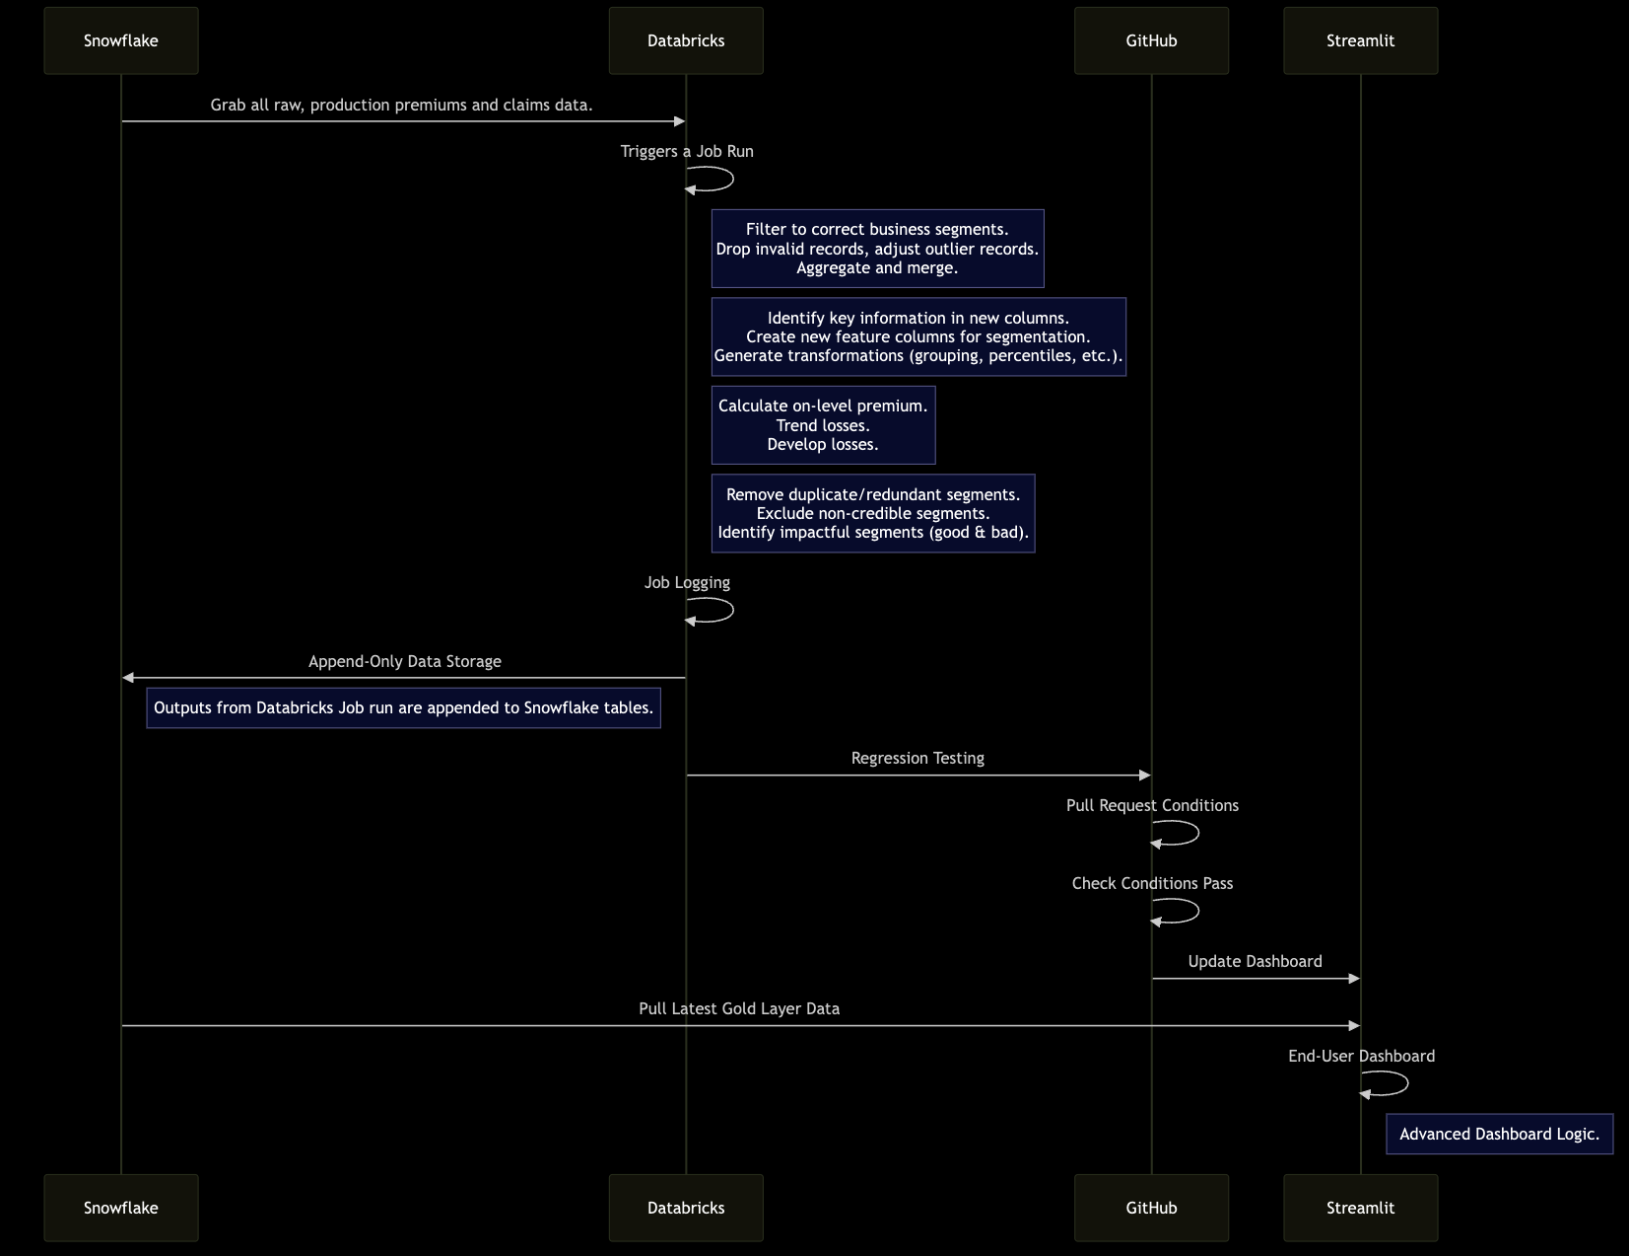 Snowflake
Databricks
GitHub
Streamlit
Grab all raw, production premiums and claims data.
Triggers a Job Run
Filter to correct business segments.
Drop invalid records, adjust outlier records.
Aggregate and merge.
Identify key information in new columns.
Create new feature columns for segmentation.
Generate transformations (grouping, percentiles, etc.).
Calculate on-level premium.
Trend losses.
Develop losses.
Remove duplicate/redundant segments.
Exclude non-credible segments.
Identify impactful segments (good & bad).
Job Logging
Append-Only Data Storage
Outputs from Databricks Job run are appended to Snowflake tables.
Regression Testing
Pull Request Conditions
Check Conditions Pass
Update Dashboard
Pull Latest Gold Layer Data
End-User Dashboard
Advanced Dashboard Logic.
Snowflake
Databricks
GitHub
Streamlit